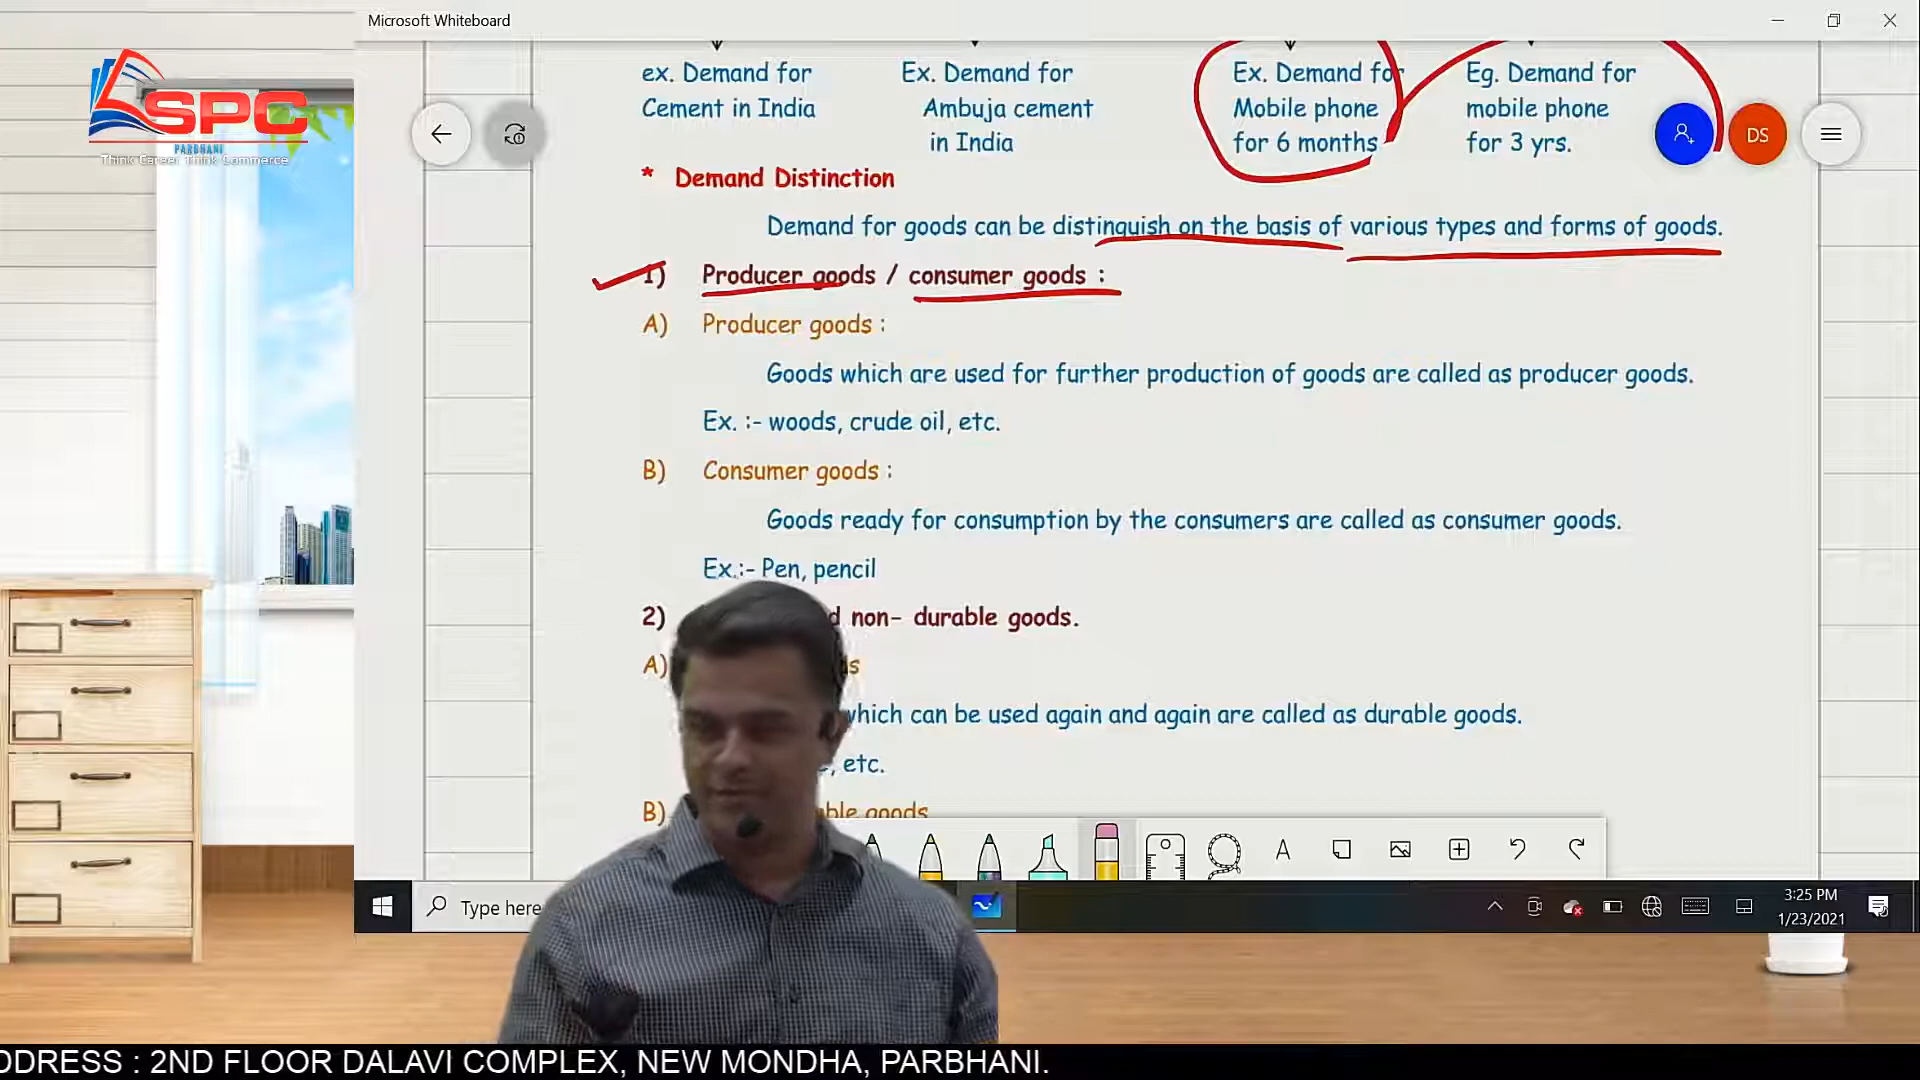 Microsoft Whiteboard
SPC
PARBHANI
Think Career Think Commerce
ex. Demand for
Cement in India
Ex. Demand for
Ambuja cement
in India
Ex. Demand for
Mobile phone
for 6 months
Eg. Demand for
mobile phone
for 3 yrs.
DS
* Demand Distinction
Demand for goods can be distinguish on the basis of various types and forms of goods.
1) Producer goods / consumer goods :
A) Producer goods :
Goods which are used for further production of goods are called as producer goods.
Ex. :- woods, crude oil, etc.
B) Consumer goods :
Goods ready for consumption by the consumers are called as consumer goods.
Ex.:- Pen, pencil
2) non- durable goods.
A)
which can be used again and again are called as durable goods.
, etc.
B) goods
Type here
3:25 PM
1/23/2021
DDRESS : 2ND FLOOR DALAVI COMPLEX, NEW MONDHA, PARBHANI.